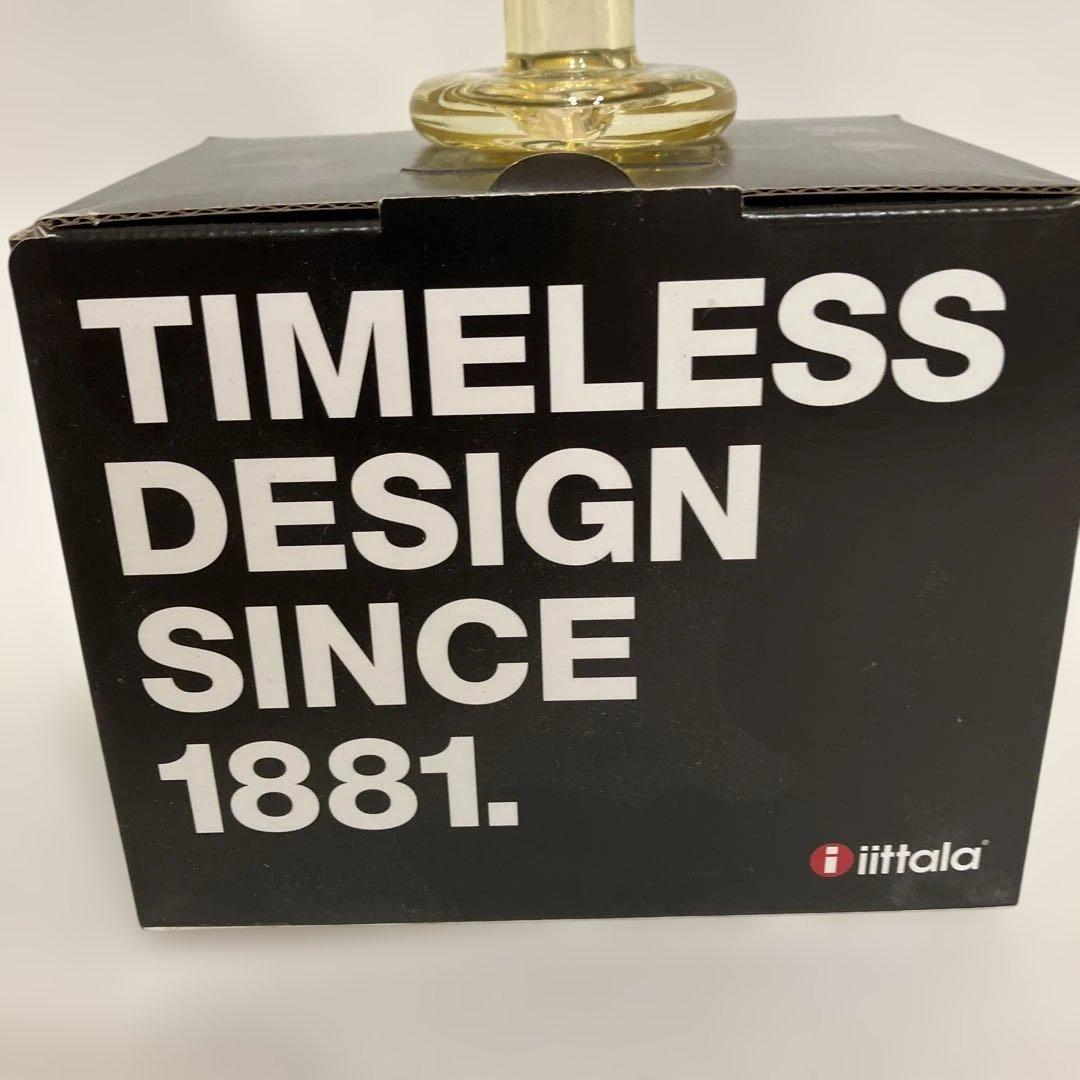 TIMELESS
DESIGN
SINCE
1881.
i iittala®